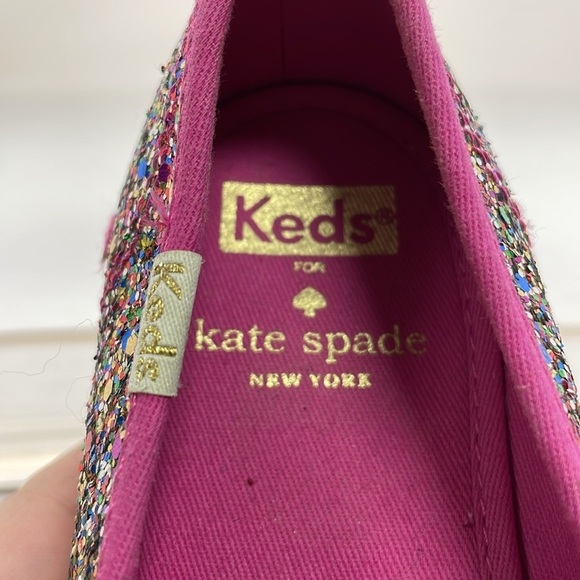 Keds®
FOR
kate spade
NEW YORK
Keds